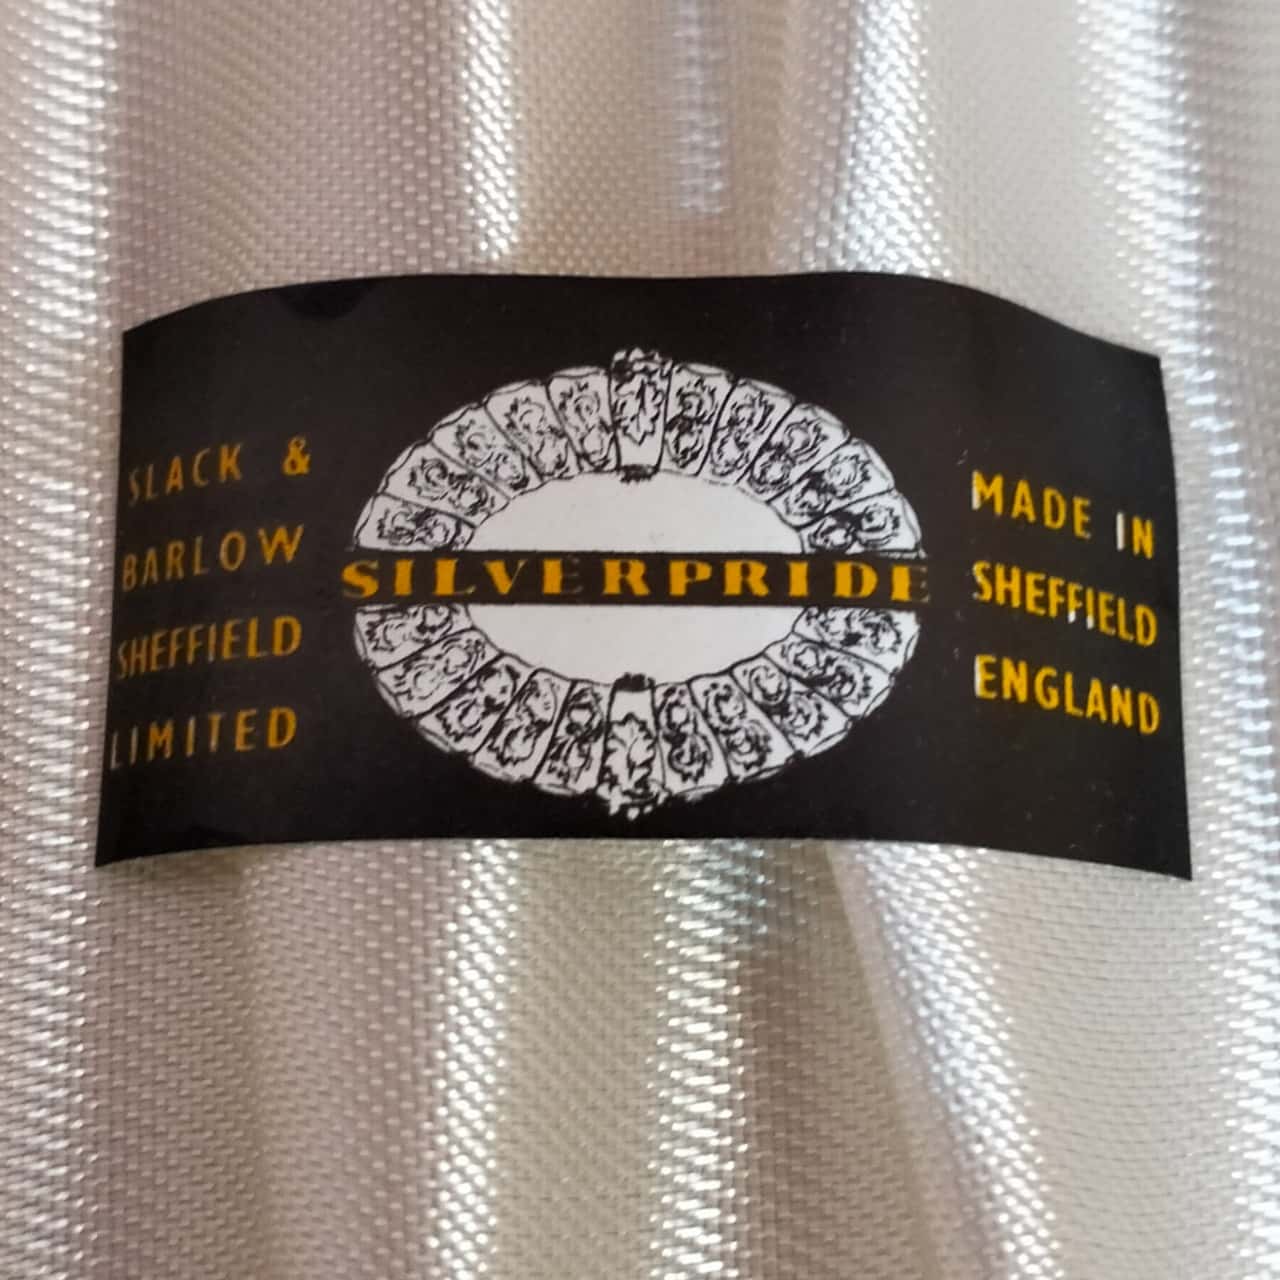 SLACK &
BARLOW
SHEFFIELD
LIMITED
SILVERPRIDE
MADE IN
SHEFFIELD
ENGLAND